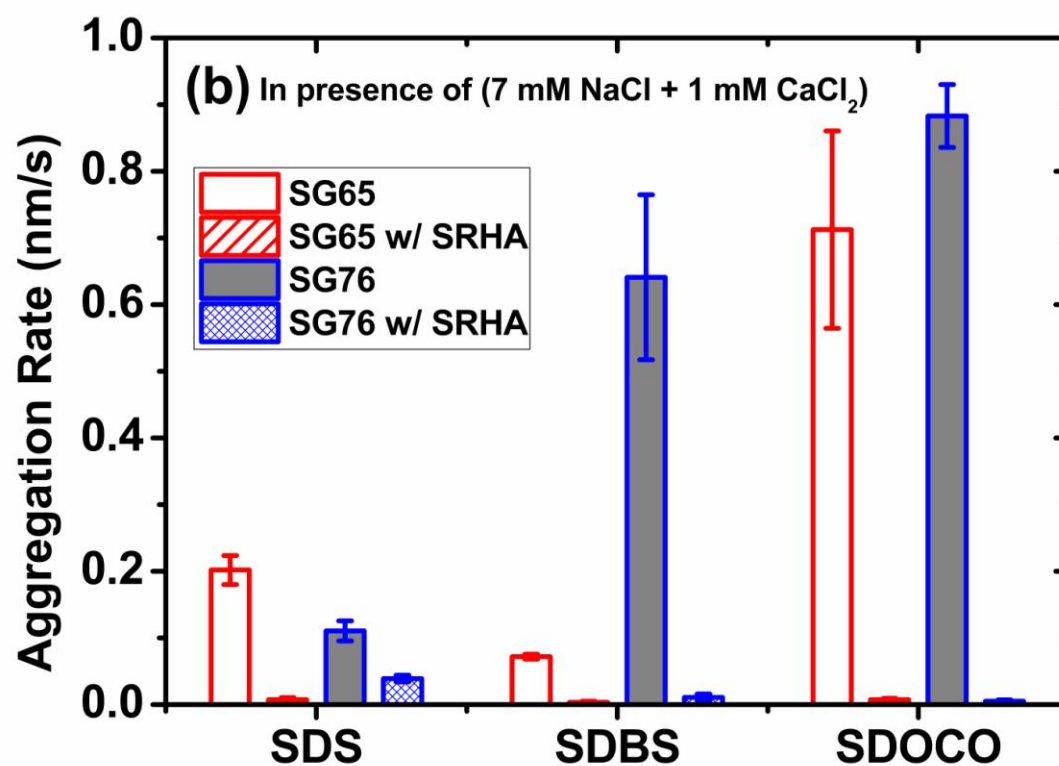 (b) In presence of (7 mM NaCl + 1 mM CaCl₂)
SG65
SG65 w/ SRHA
SG76
SG76 w/ SRHA
Aggregation Rate (nm/s)
1.0
0.8
0.6
0.4
0.2
0.0
SDS SDBS SDOCO